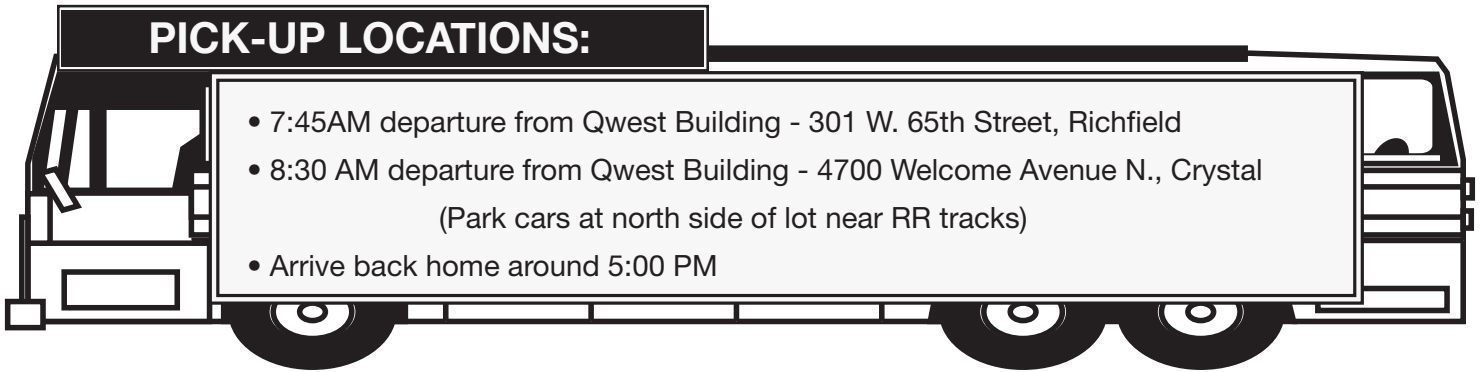 PICK-UP LOCATIONS:
• 7:45AM departure from Qwest Building - 301 W. 65th Street, Richfield
• 8:30 AM departure from Qwest Building - 4700 Welcome Avenue N., Crystal
(Park cars at north side of lot near RR tracks)
• Arrive back home around 5:00 PM